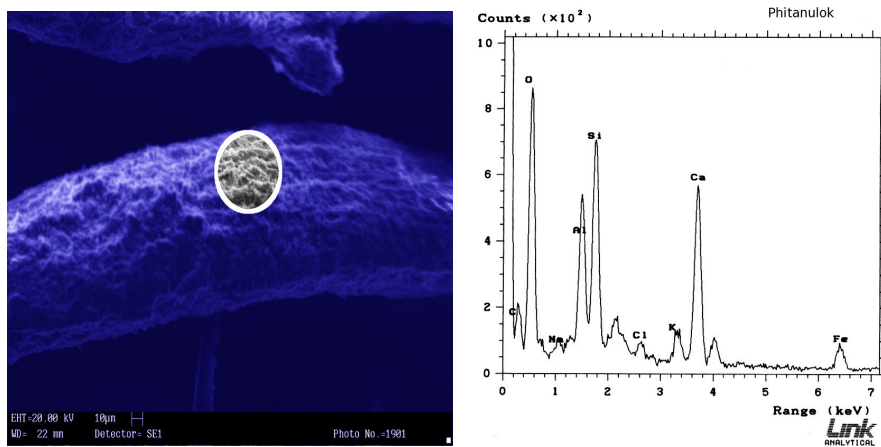 EHT=20.00 kV 10µm
WD= 22 mm Detector= SE1 Photo No.=1901
Phitanulok
Counts (×10²)
10
O
8
Si
Ca
6
Al
4
2
C
Na
Cl
K
Fe
0
0 1 2 3 4 5 6 7
Range (keV)
Link
ANALYTICAL